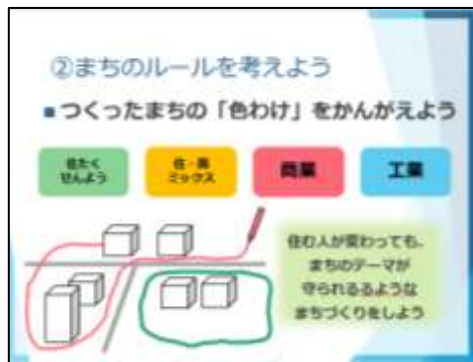 ②まちのルールを考えよう
■つくったまちの「色わけ」をかんがえよう
住たく
せんよう
住・商
ミックス
商業
工業
住む人が変わっても、
まちのテーマが
守られるるような
まちづくりをしよう